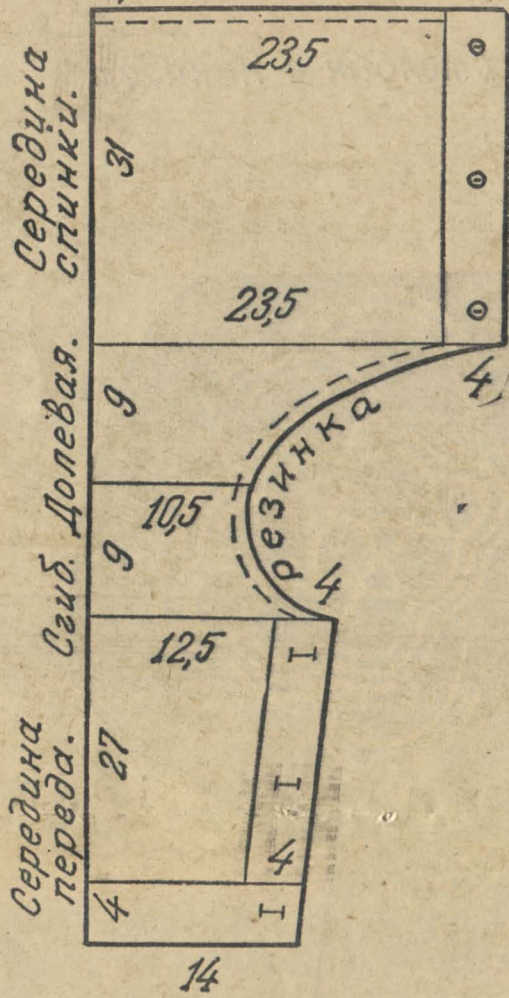 Середина
спинки.
23,5
31
23,5
Долевая.
9
4
резинка
10,5
Сгиб.
9
4
12,5
Середина
переда.
27
4
4
14